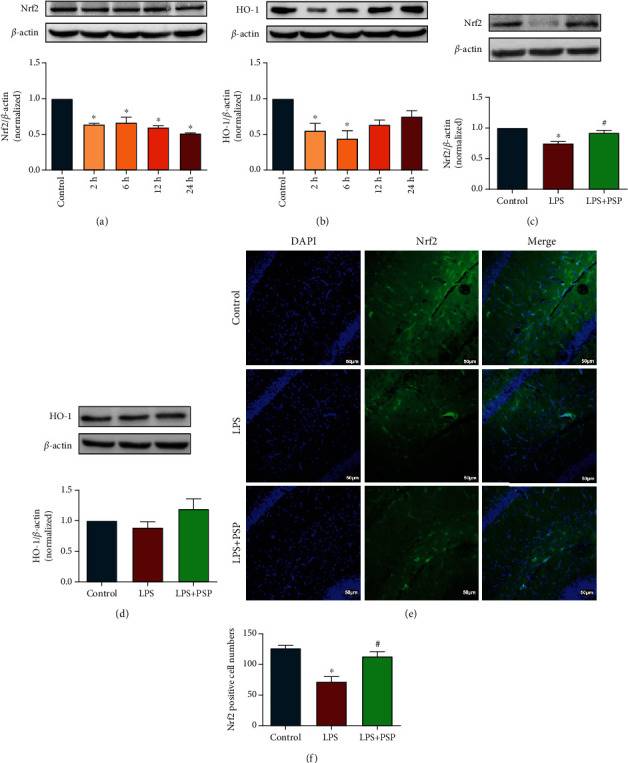 Nrf2
β-actin
1.5
1.0
0.5
0.0
Nrf2/β-actin
(normalized)
* * * *
Control 2 h 6 h 12 h 24 h
(a)
HO-1
β-actin
1.5
1.0
0.5
0.0
HO-1/β-actin
(normalized)
* *
Control 2 h 6 h 12 h 24 h
(b)
Nrf2
β-actin
1.5
1.0
0.5
0.0
Nrf2/β-actin
(normalized)
* #
Control LPS LPS+PSP
(c)
HO-1
β-actin
1.5
1.0
0.5
0.0
HO-1/β-actin
(normalized)
Control LPS LPS+PSP
(d)
DAPI Nrf2 Merge
Control
50μm 50μm 50μm
LPS
50μm 50μm 50μm
LPS+PSP
50μm 50μm 50μm
(e)
150
100
50
0
Nrf2 positive cell numbers
* #
Control LPS LPS+PSP
(f)